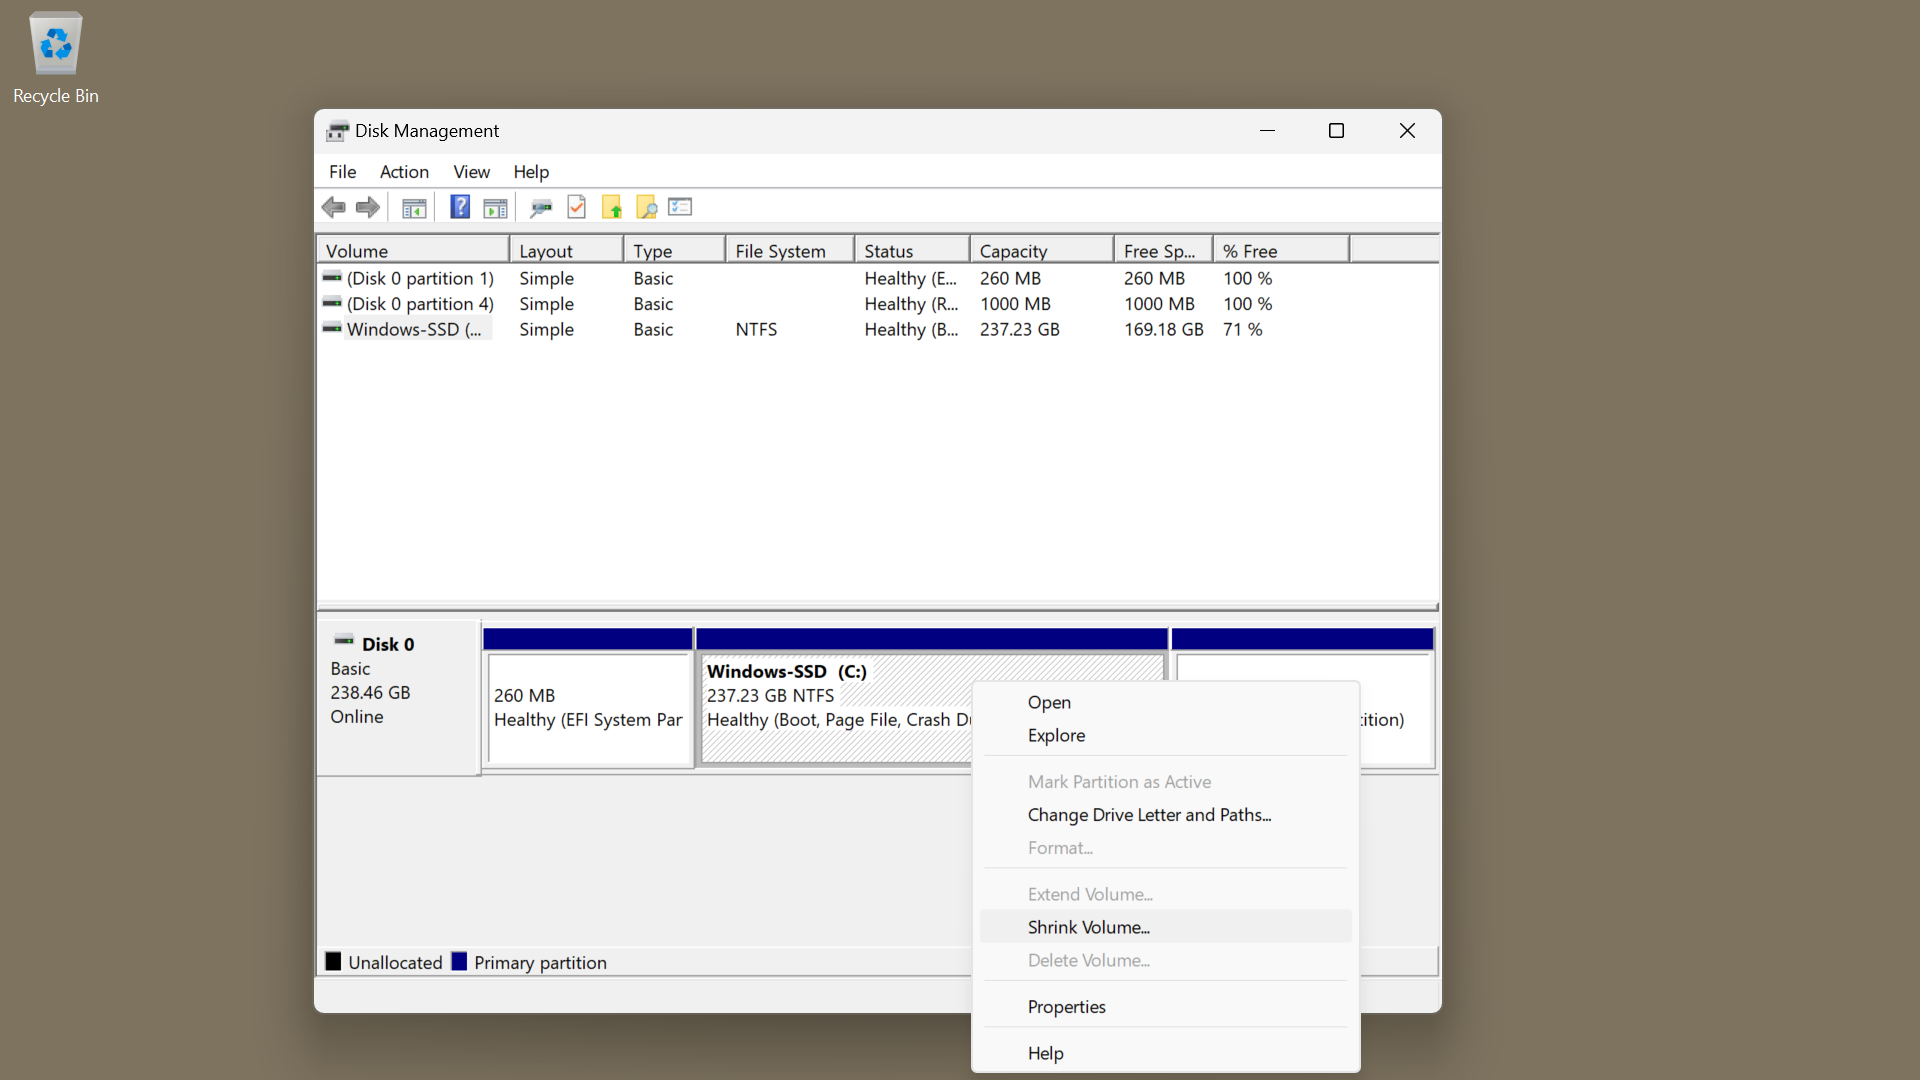 Recycle Bin
Disk Management
File Action View Help
Volume Layout Type File System Status Capacity Free Sp... % Free
(Disk 0 partition 1) Simple Basic Healthy (E... 260 MB 260 MB 100 %
(Disk 0 partition 4) Simple Basic Healthy (R... 1000 MB 1000 MB 100 %
Windows-SSD (... Simple Basic NTFS Healthy (B... 237.23 GB 169.18 GB 71 %
Disk 0
Basic
238.46 GB
Online
260 MB
Healthy (EFI System Par
Windows-SSD (C:)
237.23 GB NTFS
Healthy (Boot, Page File, Crash Du
ition)
Open
Explore
Mark Partition as Active
Change Drive Letter and Paths...
Format...
Extend Volume...
Shrink Volume...
Delete Volume...
Properties
Help
Unallocated Primary partition